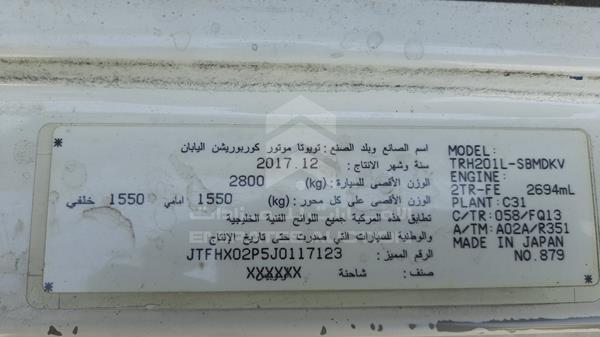 اسم الصانع وبلد الصنع: تويوتا موتور كوربوريشن اليابان
سنة وشهر الانتاج: 2017.12
الوزن الأقصى للسيارة: (kg) 2800
الوزن الأقصى على كل محور: (kg) 1550 امامي 1550 خلفي
تطابق هذه المركبة جميع اللوائح الفنية الخليجية
والوطنية للسيارات التي صدرت حتى تاريخ الإنتاج
الرقم المميز: JTFHX02P5J0117123
صنف: شاحنة XXXXXX
MODEL:
TRH201L-SBMDKV
ENGINE:
2TR-FE 2694mL
PLANT: C31
C/TR: 058/FQ13
A/TM: A02A/R351
MADE IN JAPAN
NO.879